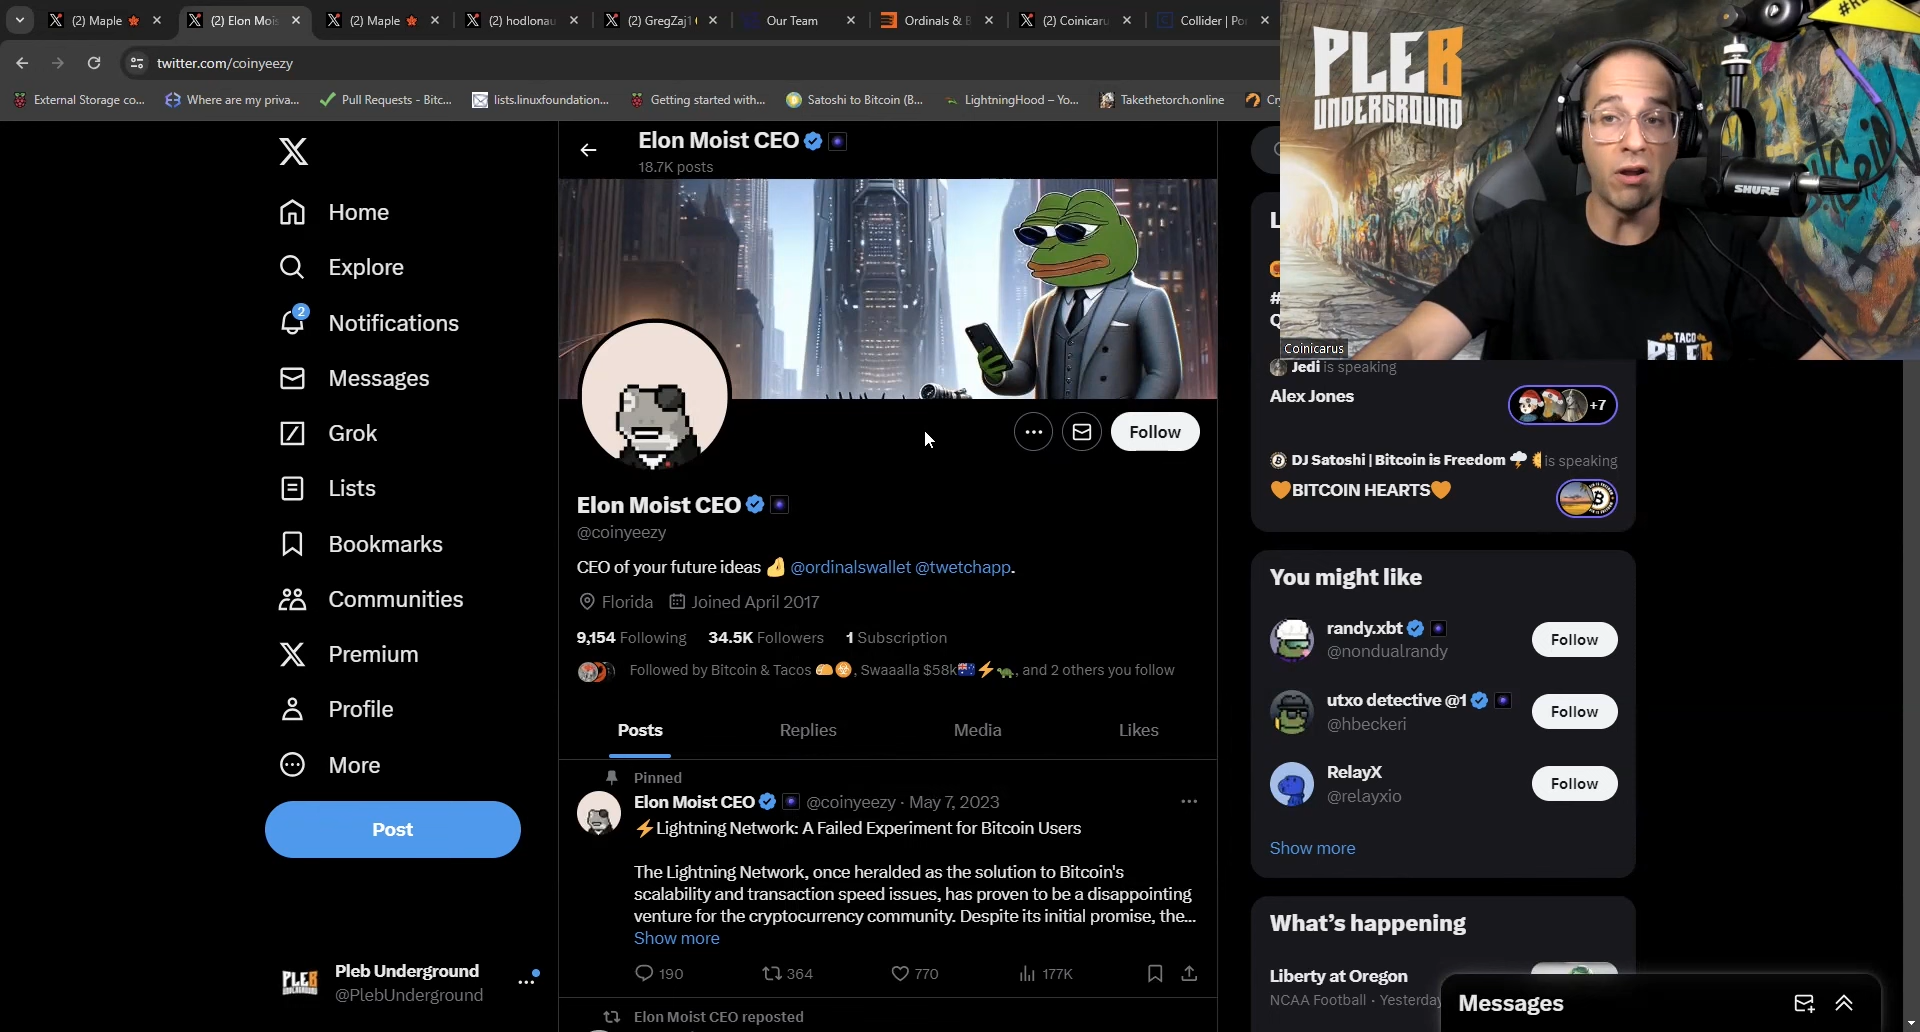 (2) Maple
(2) Elon Mois
(2) Maple
(2) hodlonau
(2) GregZaj1
Our Team
Ordinals & B
(2) Coinicaru
Collider | Po
twitter.com/coinyeezy
External Storage co...
Where are my priva...
Pull Requests - Bitc...
lists.linuxfoundation...
Getting started with...
Satoshi to Bitcoin (B...
LightningHood – Yo...
Takethetorch.online
PLEB
UNDERGROUND
SHURE
TACO
PLEB
Coinicarus
Home
Explore
2
Notifications
Messages
Grok
Lists
Bookmarks
Communities
Premium
Profile
More
Post
Pleb Underground
@PlebUnderground
Elon Moist CEO
18.7K posts
Follow
Elon Moist CEO
@coinyeezy
CEO of your future ideas 🤌 @ordinalswallet @twetchapp.
Florida Joined April 2017
9,154 Following 34.5K Followers 1 Subscription
Followed by Bitcoin & Tacos 🌮☣️, Swaaalla $58k🇦🇺⚡🐢, and 2 others you follow
Posts Replies Media Likes
Pinned
Elon Moist CEO @coinyeezy · May 7, 2023
⚡Lightning Network: A Failed Experiment for Bitcoin Users
The Lightning Network, once heralded as the solution to Bitcoin's
scalability and transaction speed issues, has proven to be a disappointing
venture for the cryptocurrency community. Despite its initial promise, the...
Show more
190 364 770 177K
Elon Moist CEO reposted
Jedi is speaking
Alex Jones
+7
DJ Satoshi | Bitcoin is Freedom is speaking
🧡BITCOIN HEARTS🧡
You might like
randy.xbt
@nondualrandy
Follow
utxo detective @1
@hbeckeri
Follow
RelayX
@relayxio
Follow
Show more
What's happening
Liberty at Oregon
NCAA Football · Yesterday
Messages